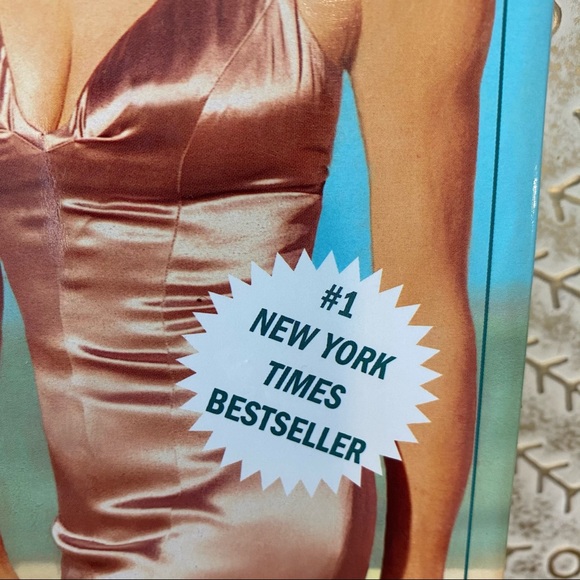 #1
NEW YORK
TIMES
BESTSELLER